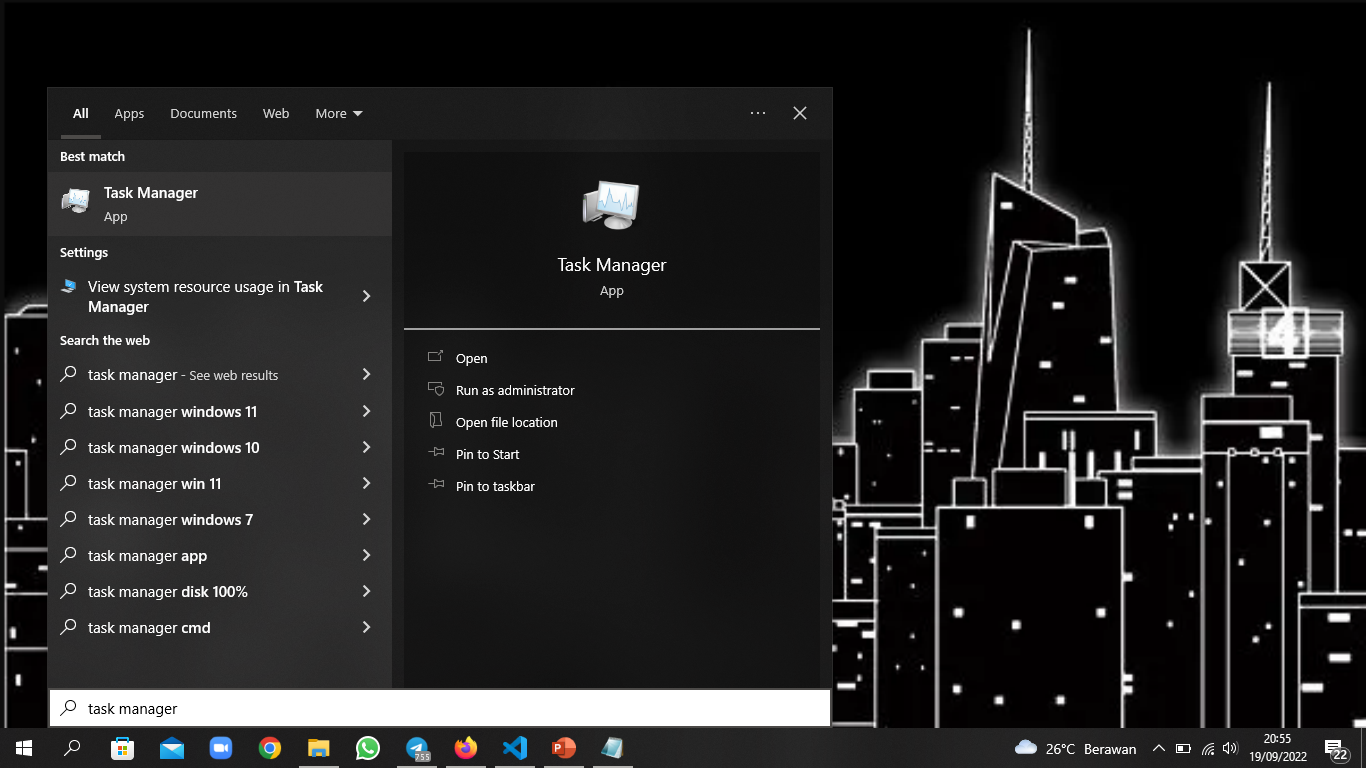 All Apps Documents Web More
Best match
Task Manager
App
Settings
View system resource usage in Task
Manager
Search the web
task manager - See web results
task manager windows 11
task manager windows 10
task manager win 11
task manager windows 7
task manager app
task manager disk 100%
task manager cmd
Task Manager
App
Open
Run as administrator
Open file location
Pin to Start
Pin to taskbar
task manager
755
26°C Berawan
20:55
19/09/2022
22